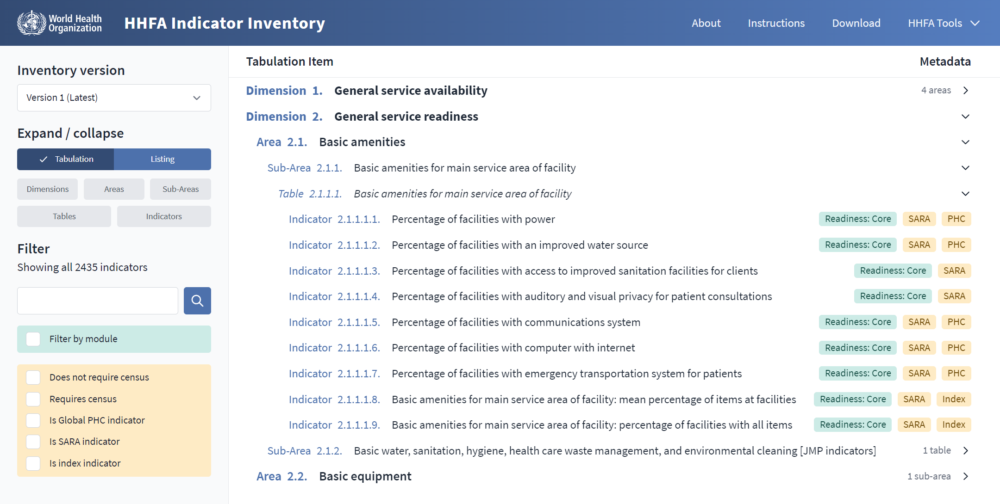 World Health
Organization
HHFA Indicator Inventory
About
Instructions
Download
HHFA Tools
Inventory version
Version 1 (Latest)
Expand / collapse
Tabulation
Listing
Dimensions
Areas
Sub-Areas
Tables
Indicators
Filter
Showing all 2435 indicators
Filter by module
Does not require census
Requires census
Is Global PHC indicator
Is SARA indicator
Is index indicator
Tabulation Item
Metadata
Dimension 1. General service availability 4 areas
Dimension 2. General service readiness
Area 2.1. Basic amenities
Sub-Area 2.1.1. Basic amenities for main service area of facility
Table 2.1.1.1. Basic amenities for main service area of facility
Indicator 2.1.1.1.1. Percentage of facilities with power Readiness: Core SARA PHC
Indicator 2.1.1.1.2. Percentage of facilities with an improved water source Readiness: Core SARA PHC
Indicator 2.1.1.1.3. Percentage of facilities with access to improved sanitation facilities for clients Readiness: Core SARA
Indicator 2.1.1.1.4. Percentage of facilities with auditory and visual privacy for patient consultations Readiness: Core SARA
Indicator 2.1.1.1.5. Percentage of facilities with communications system Readiness: Core SARA PHC
Indicator 2.1.1.1.6. Percentage of facilities with computer with internet Readiness: Core SARA PHC
Indicator 2.1.1.1.7. Percentage of facilities with emergency transportation system for patients Readiness: Core SARA PHC
Indicator 2.1.1.1.8. Basic amenities for main service area of facility: mean percentage of items at facilities Readiness: Core SARA Index
Indicator 2.1.1.1.9. Basic amenities for main service area of facility: percentage of facilities with all items Readiness: Core SARA Index
Sub-Area 2.1.2. Basic water, sanitation, hygiene, health care waste management, and environmental cleaning [JMP indicators] 1 table
Area 2.2. Basic equipment 1 sub-area